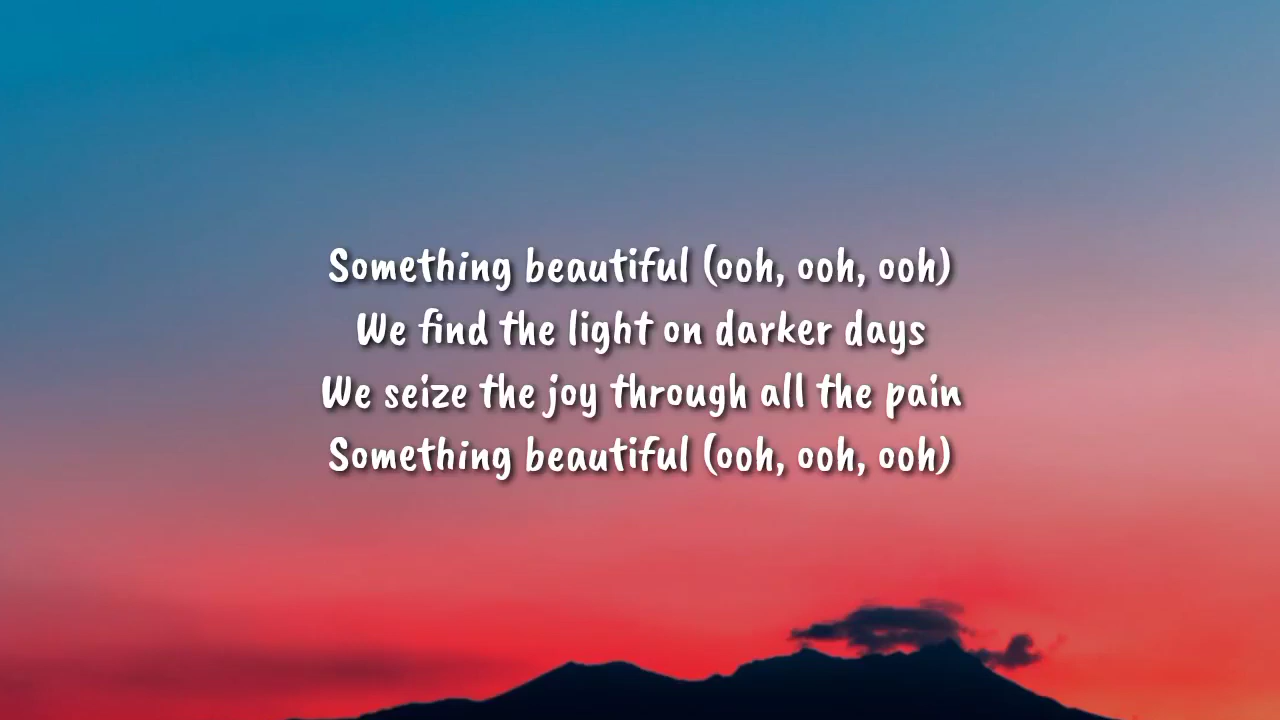 Something beautiful (ooh, ooh, ooh)
We find the light on darker days
We seize the joy through all the pain
Something beautiful (ooh, ooh, ooh)